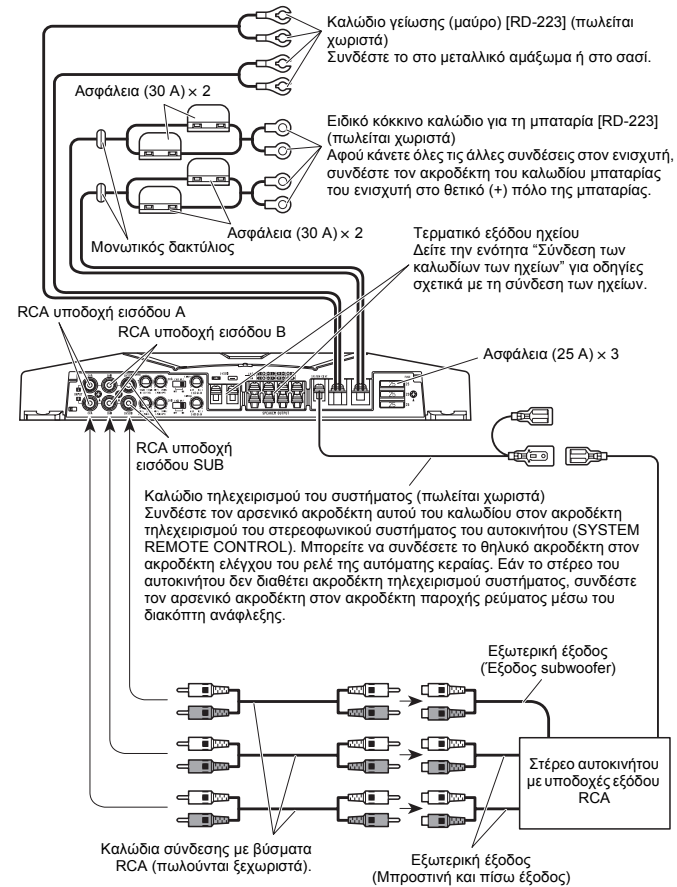 Καλώδιο γείωσης (μαύρο) [RD-223] (πωλείται
χωριστά)
Συνδέστε το στο μεταλλικό αμάξωμα ή στο σασί.
Ασφάλεια (30 A) × 2
Ειδικό κόκκινο καλώδιο για τη μπαταρία [RD-223]
(πωλείται χωριστά)
Αφού κάνετε όλες τις άλλες συνδέσεις στον ενισχυτή,
συνδέστε τον ακροδέκτη του καλωδίου μπαταρίας
του ενισχυτή στο θετικό (+) πόλο της μπαταρίας.
Ασφάλεια (30 A) × 2
Μονωτικός δακτύλιος
Τερματικό εξόδου ηχείου
Δείτε την ενότητα “Σύνδεση των
καλωδίων των ηχείων” για οδηγίες
σχετικά με τη σύνδεση των ηχείων.
RCA υποδοχή εισόδου A
RCA υποδοχή εισόδου B
Ασφάλεια (25 A) × 3
SPEAKER OUTPUT
25
25
25
RCA υποδοχή
εισόδου SUB
Καλώδιο τηλεχειρισμού του συστήματος (πωλείται χωριστά)
Συνδέστε τον αρσενικό ακροδέκτη αυτού του καλωδίου στον ακροδέκτη
τηλεχειρισμού του στερεοφωνικού συστήματος του αυτοκινήτου (SYSTEM
REMOTE CONTROL). Μπορείτε να συνδέσετε το θηλυκό ακροδέκτη στον
ακροδέκτη ελέγχου του ρελέ της αυτόματης κεραίας. Εάν το στέρεο του
αυτοκινήτου δεν διαθέτει ακροδέκτη τηλεχειρισμού συστήματος, συνδέστε
τον αρσενικό ακροδέκτη στον ακροδέκτη παροχής ρεύματος μέσω του
διακόπτη ανάφλεξης.
Εξωτερική έξοδος
(Έξοδος subwoofer)
Στέρεο αυτοκινήτου
με υποδοχές εξόδου
RCA
Καλώδια σύνδεσης με βύσματα
RCA (πωλούνται ξεχωριστά).
Εξωτερική έξοδος
(Μπροστινή και πίσω έξοδος)